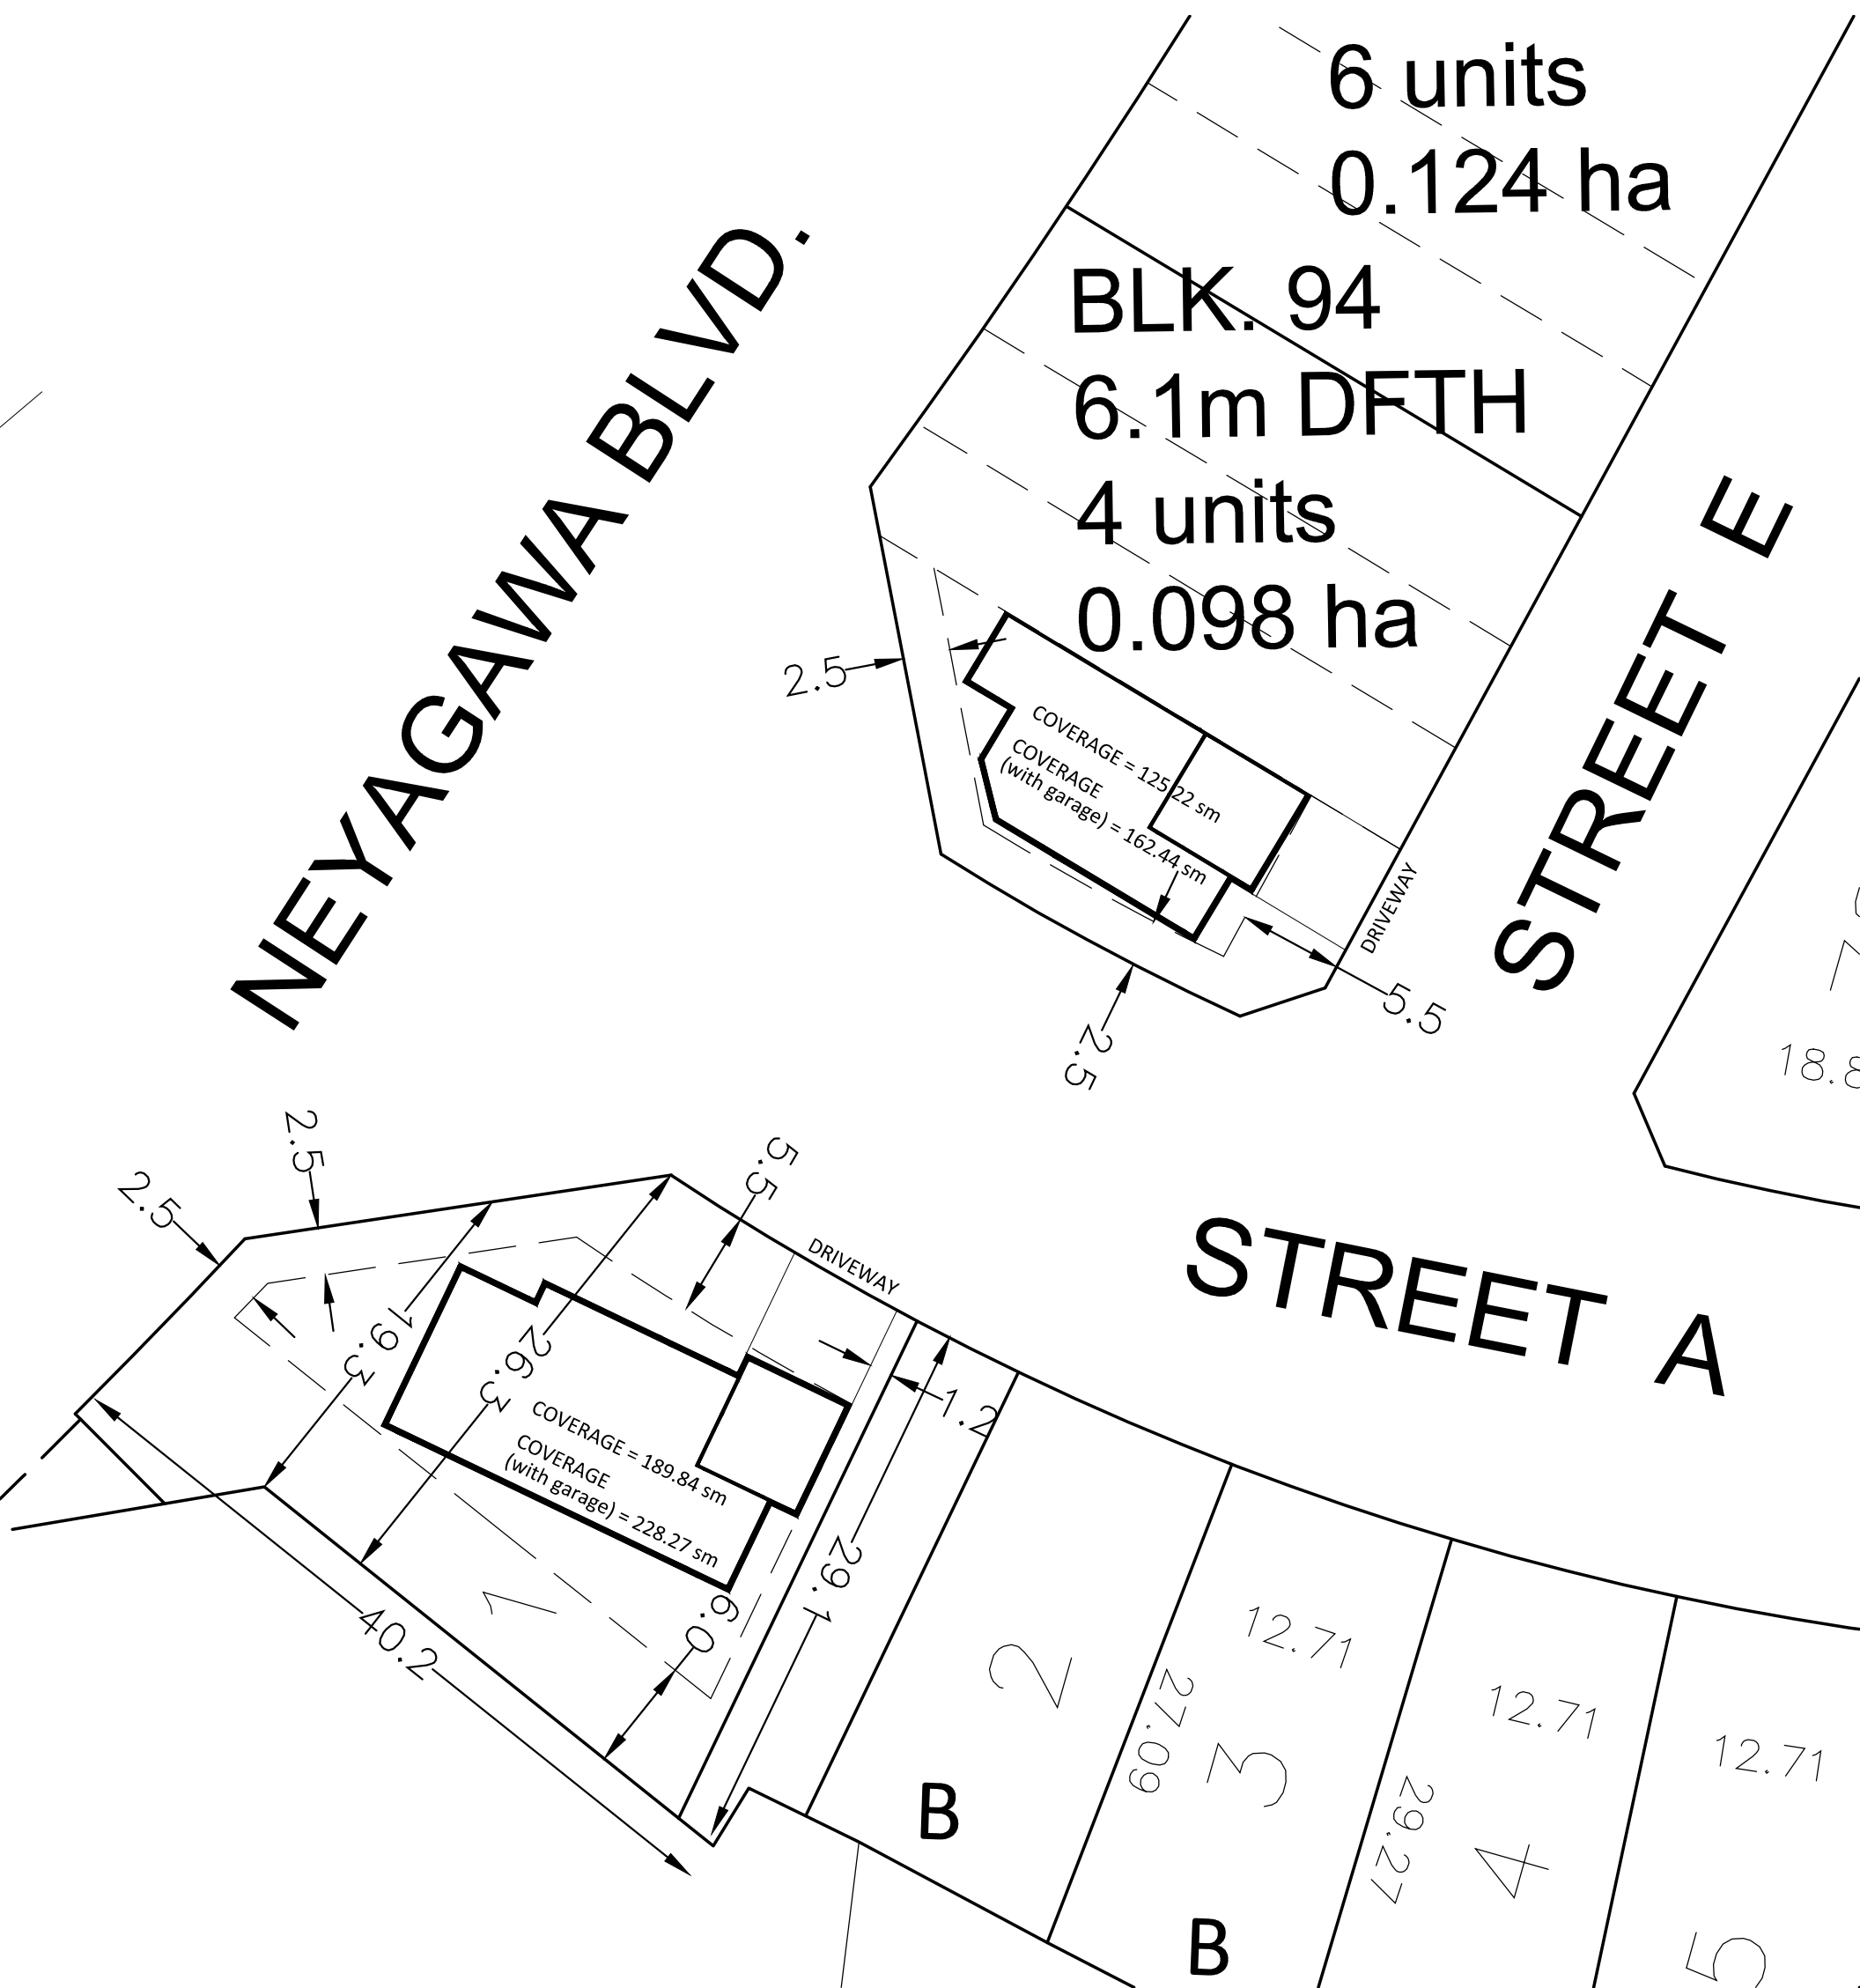 6 units
0.124 ha
BLK. 94
6.1m DFTH
4 units
0.098 ha
NEYAGAWA BLVD.
STREET E
2.5
COVERAGE = 125.22 sm
COVERAGE
(with garage) = 162.44 sm
DRIVEWAY
5.5
2.5
18.8
2.5
2.5
5.5
DRIVEWAY
STREET A
19.3
26.3
1.2
COVERAGE = 189.84 sm
COVERAGE
(with garage) = 228.27 sm
1
6.0
29.1
40.2
2
B
12.71
27.09
3
B
12.71
29.27
4
12.71
5